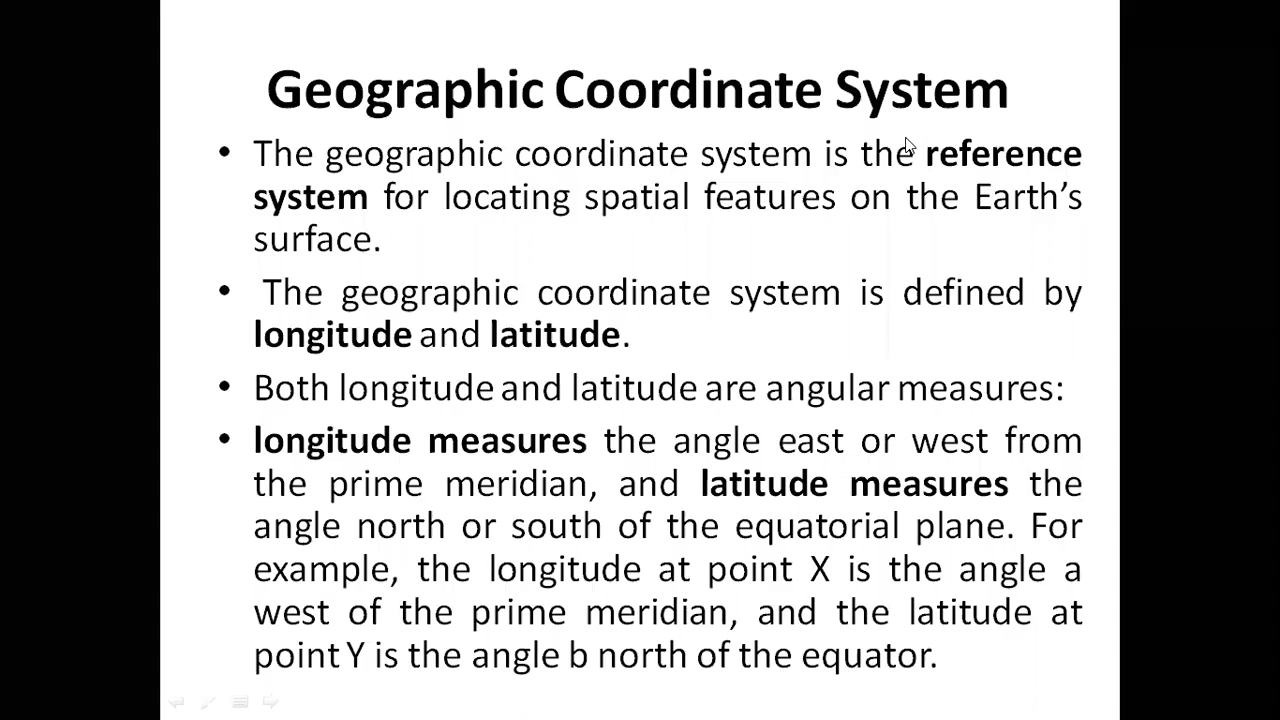 Geographic Coordinate System
• The geographic coordinate system is the reference
system for locating spatial features on the Earth’s
surface.
• The geographic coordinate system is defined by
longitude and latitude.
• Both longitude and latitude are angular measures:
• longitude measures the angle east or west from
the prime meridian, and latitude measures the
angle north or south of the equatorial plane. For
example, the longitude at point X is the angle a
west of the prime meridian, and the latitude at
point Y is the angle b north of the equator.